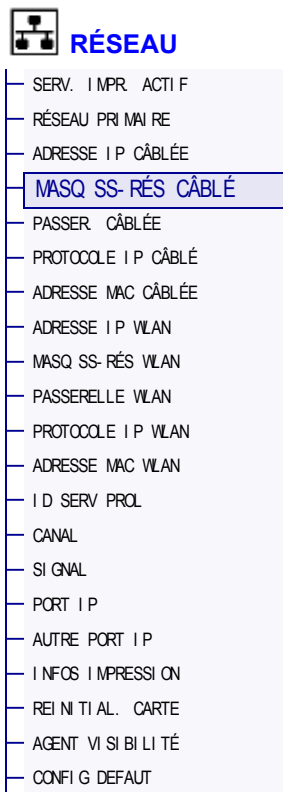 RÉSEAU
SERV. IMPR. ACTIF
RÉSEAU PRIMAIRE
ADRESSE IP CÂBLÉE
MASQ SS-RÉS CÂBLÉ
PASSER. CÂBLÉE
PROTOCOLE IP CÂBLÉ
ADRESSE MAC CÂBLÉE
ADRESSE IP WLAN
MASQ SS-RÉS WLAN
PASSERELLE WLAN
PROTOCOLE IP WLAN
ADRESSE MAC WLAN
ID SERV PROL
CANAL
SIGNAL
PORT IP
AUTRE PORT IP
INFOS IMPRESSION
REINITIAL. CARTE
AGENT VISIBILITÉ
CONFIG DEFAUT